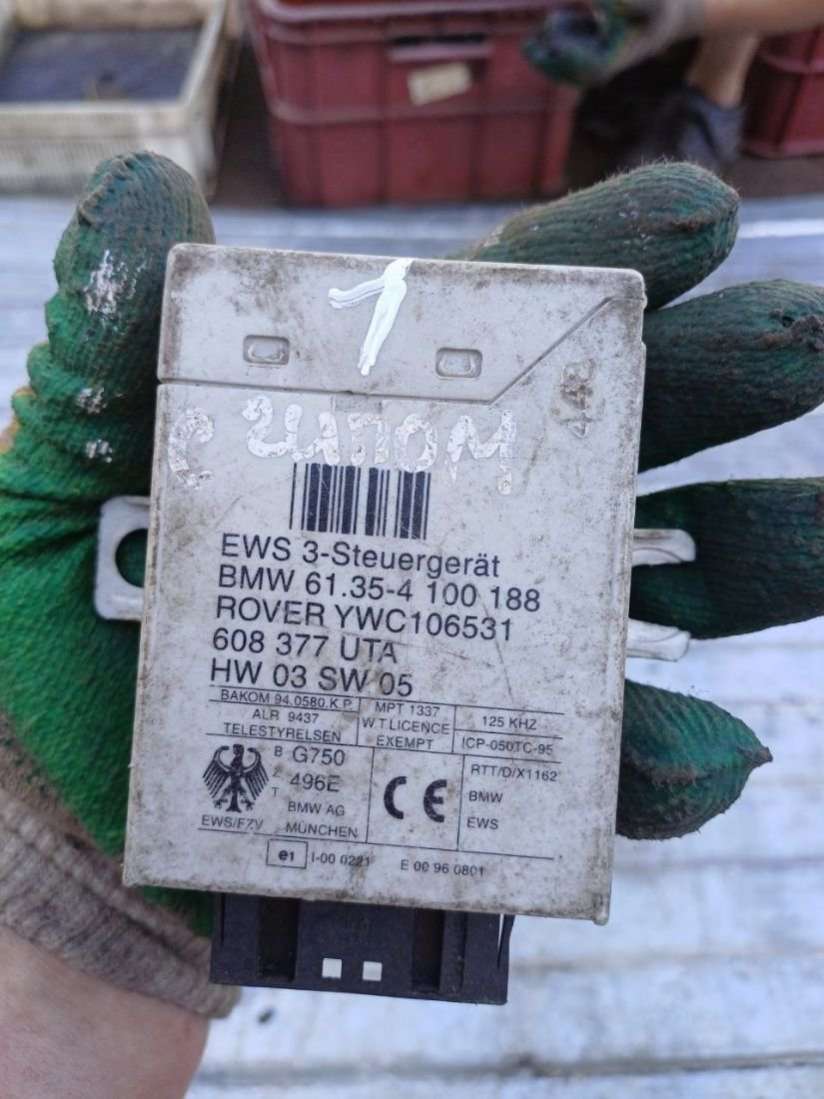 1
с чипом
EWS 3-Steuergerät
BMW 61.35-4 100 188
ROVER YWC106531
608 377 UTA
HW 03 SW 05
BAKOM 94.0580.K.P.
ALR 9437
TELESTYRELSEN
MPT 1337
W.T.LICENCE
EXEMPT
125 KHZ
ICP-050TC-95
B Z T
G750
496E
BMW AG
MÜNCHEN
EWS/FZV
CE
RTT/D/X1162
BMW
EWS
e1 I-00 0221 E 00 96 0801